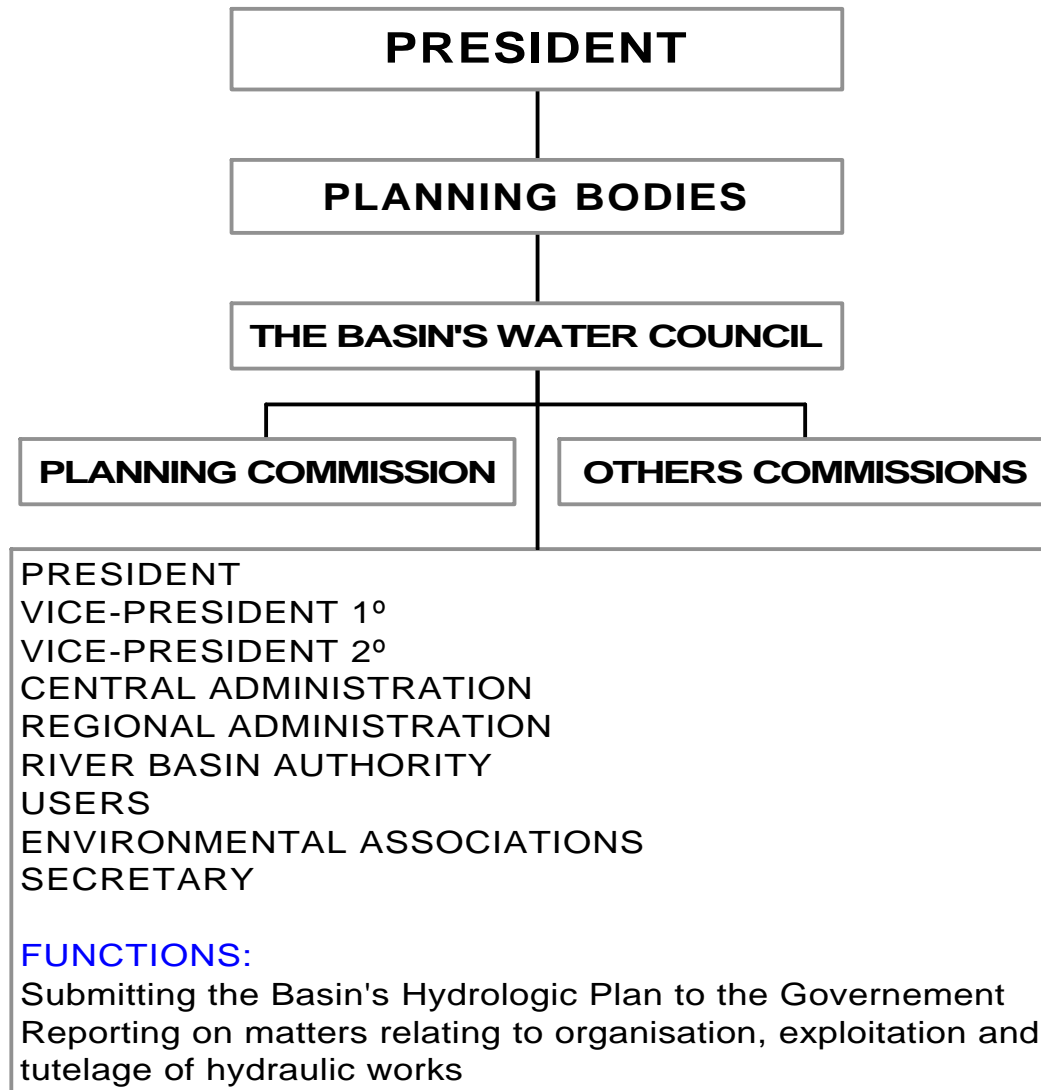 PRESIDENT
PLANNING BODIES
THE BASIN'S WATER COUNCIL
PLANNING COMMISSION
OTHERS COMMISSIONS
PRESIDENT
VICE-PRESIDENT 1º
VICE-PRESIDENT 2º
CENTRAL ADMINISTRATION
REGIONAL ADMINISTRATION
RIVER BASIN AUTHORITY
USERS
ENVIRONMENTAL ASSOCIATIONS
SECRETARY
FUNCTIONS:
Submitting the Basin's Hydrologic Plan to the Governement
Reporting on matters relating to organisation, exploitation and
tutelage of hydraulic works